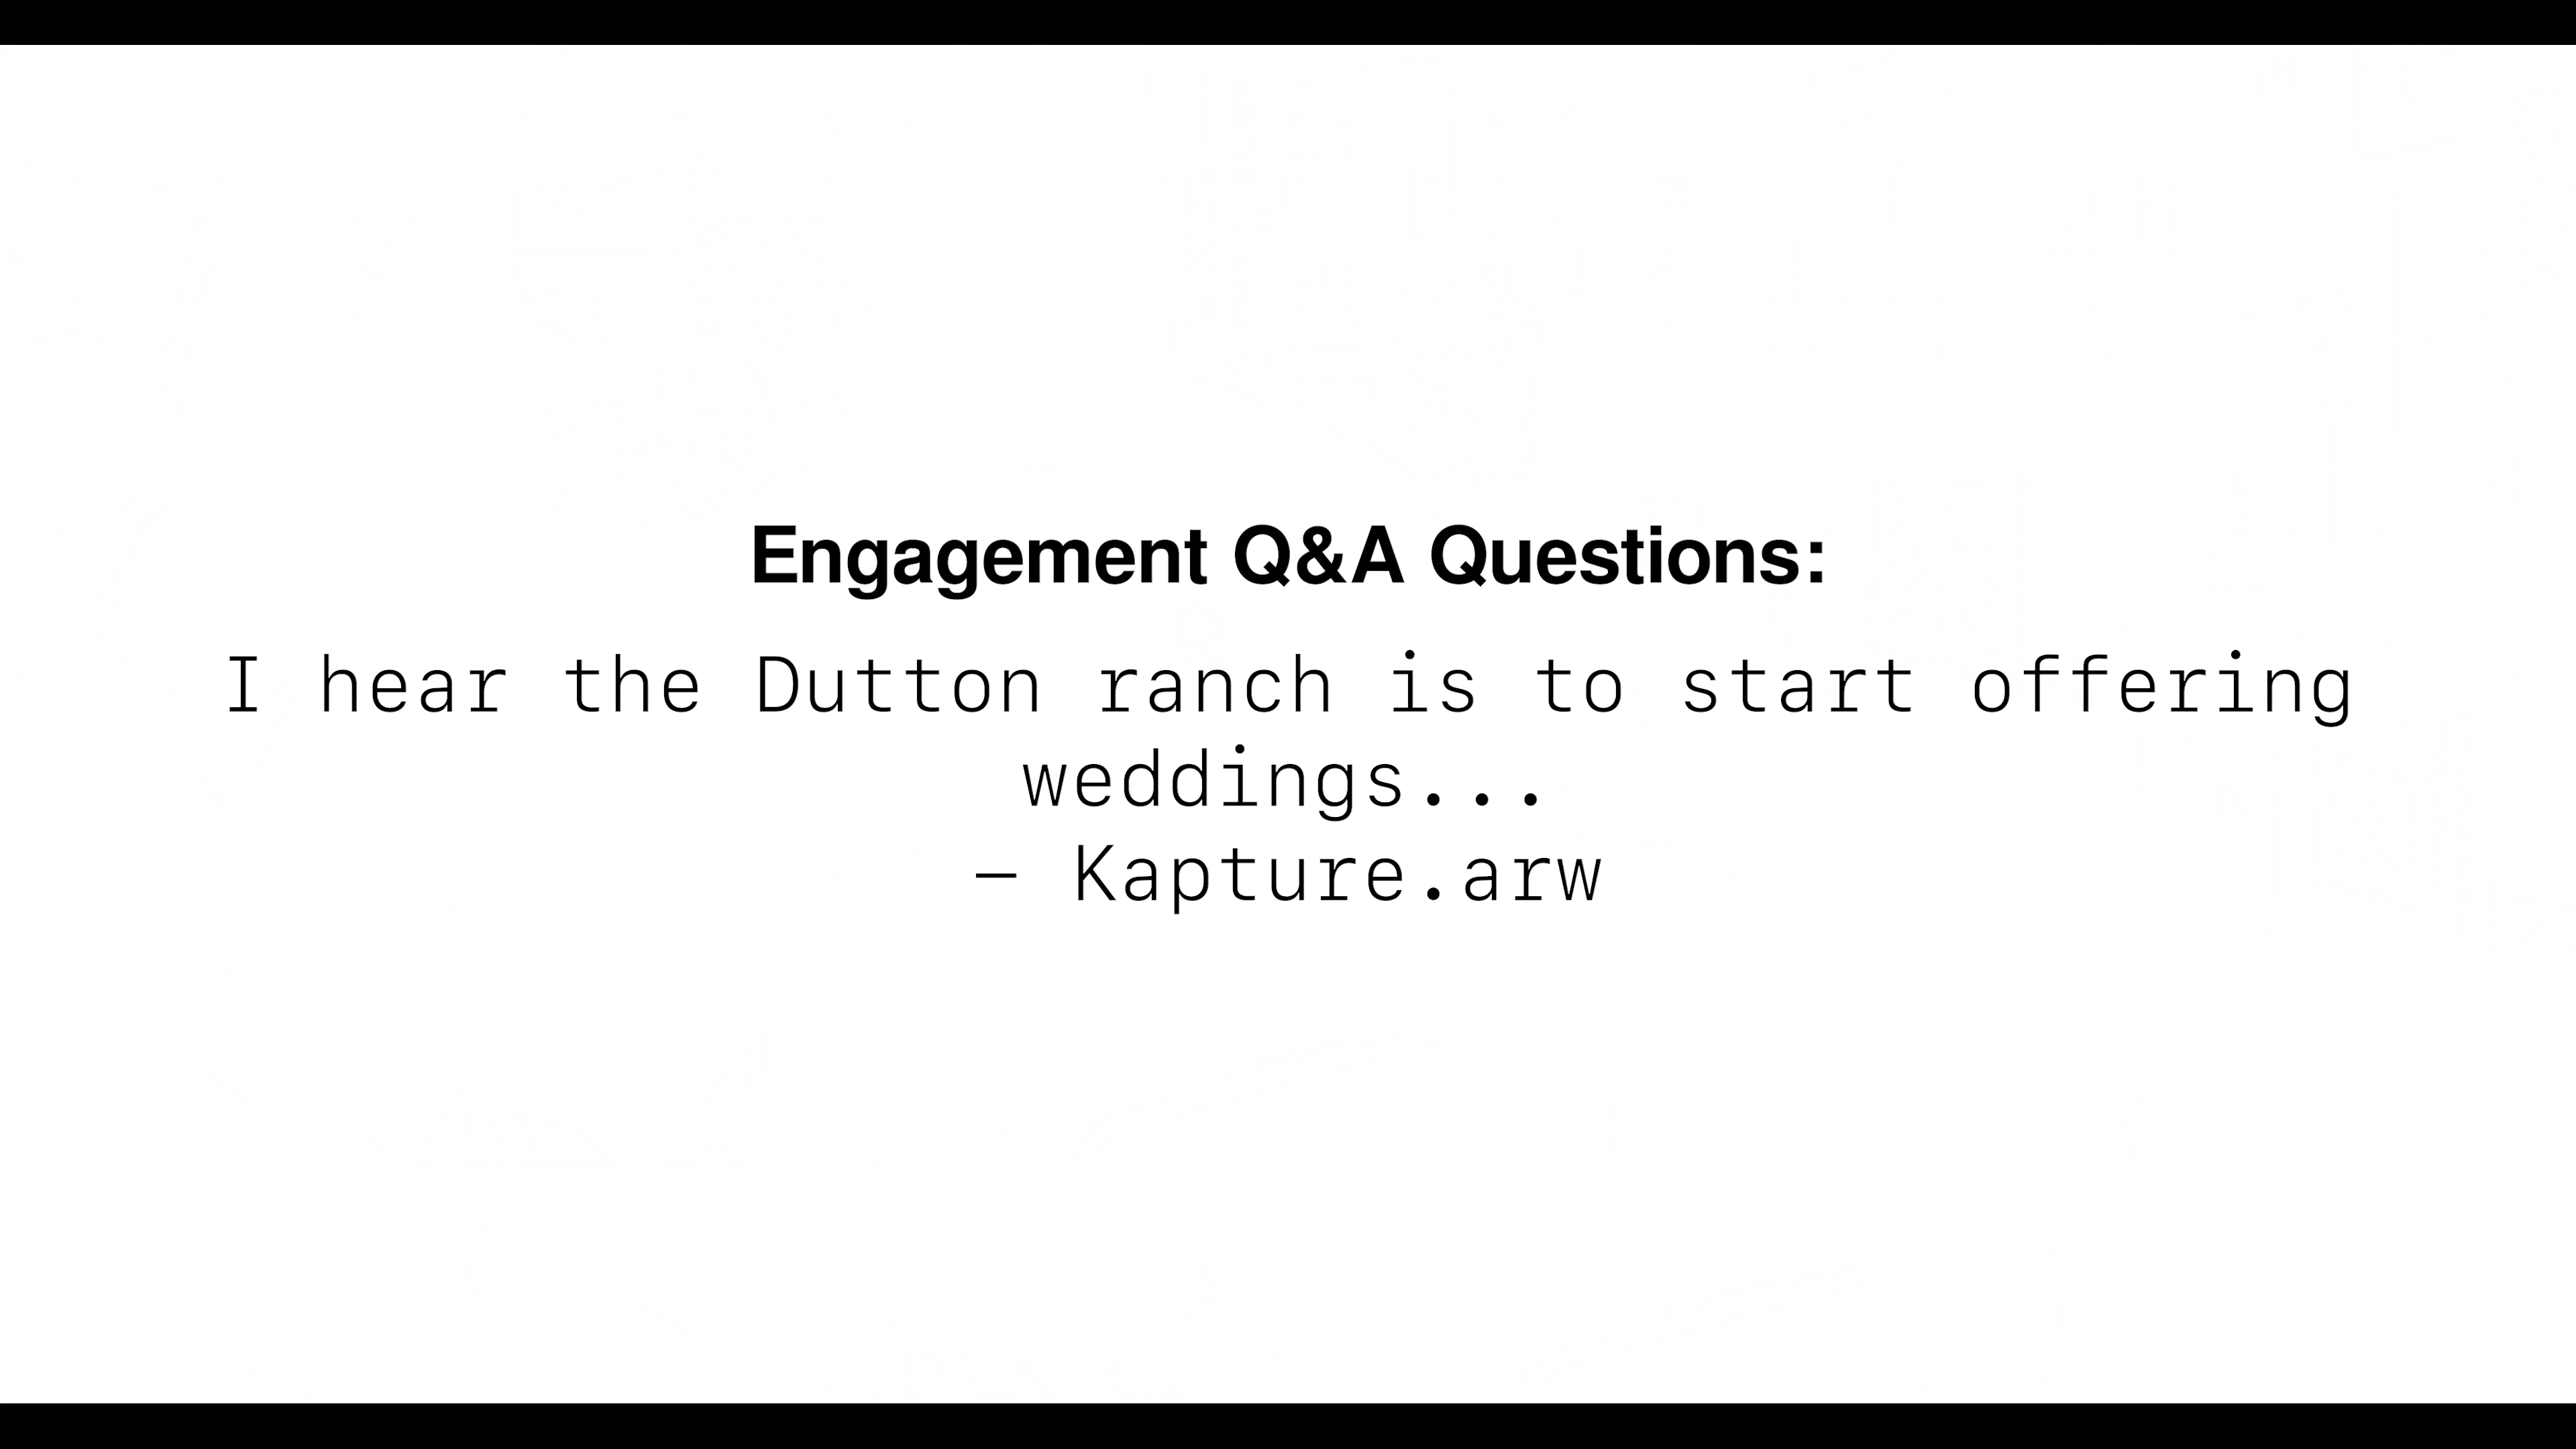 Engagement Q&A Questions:
I hear the Dutton ranch is to start offering
weddings...
– Kapture.arw